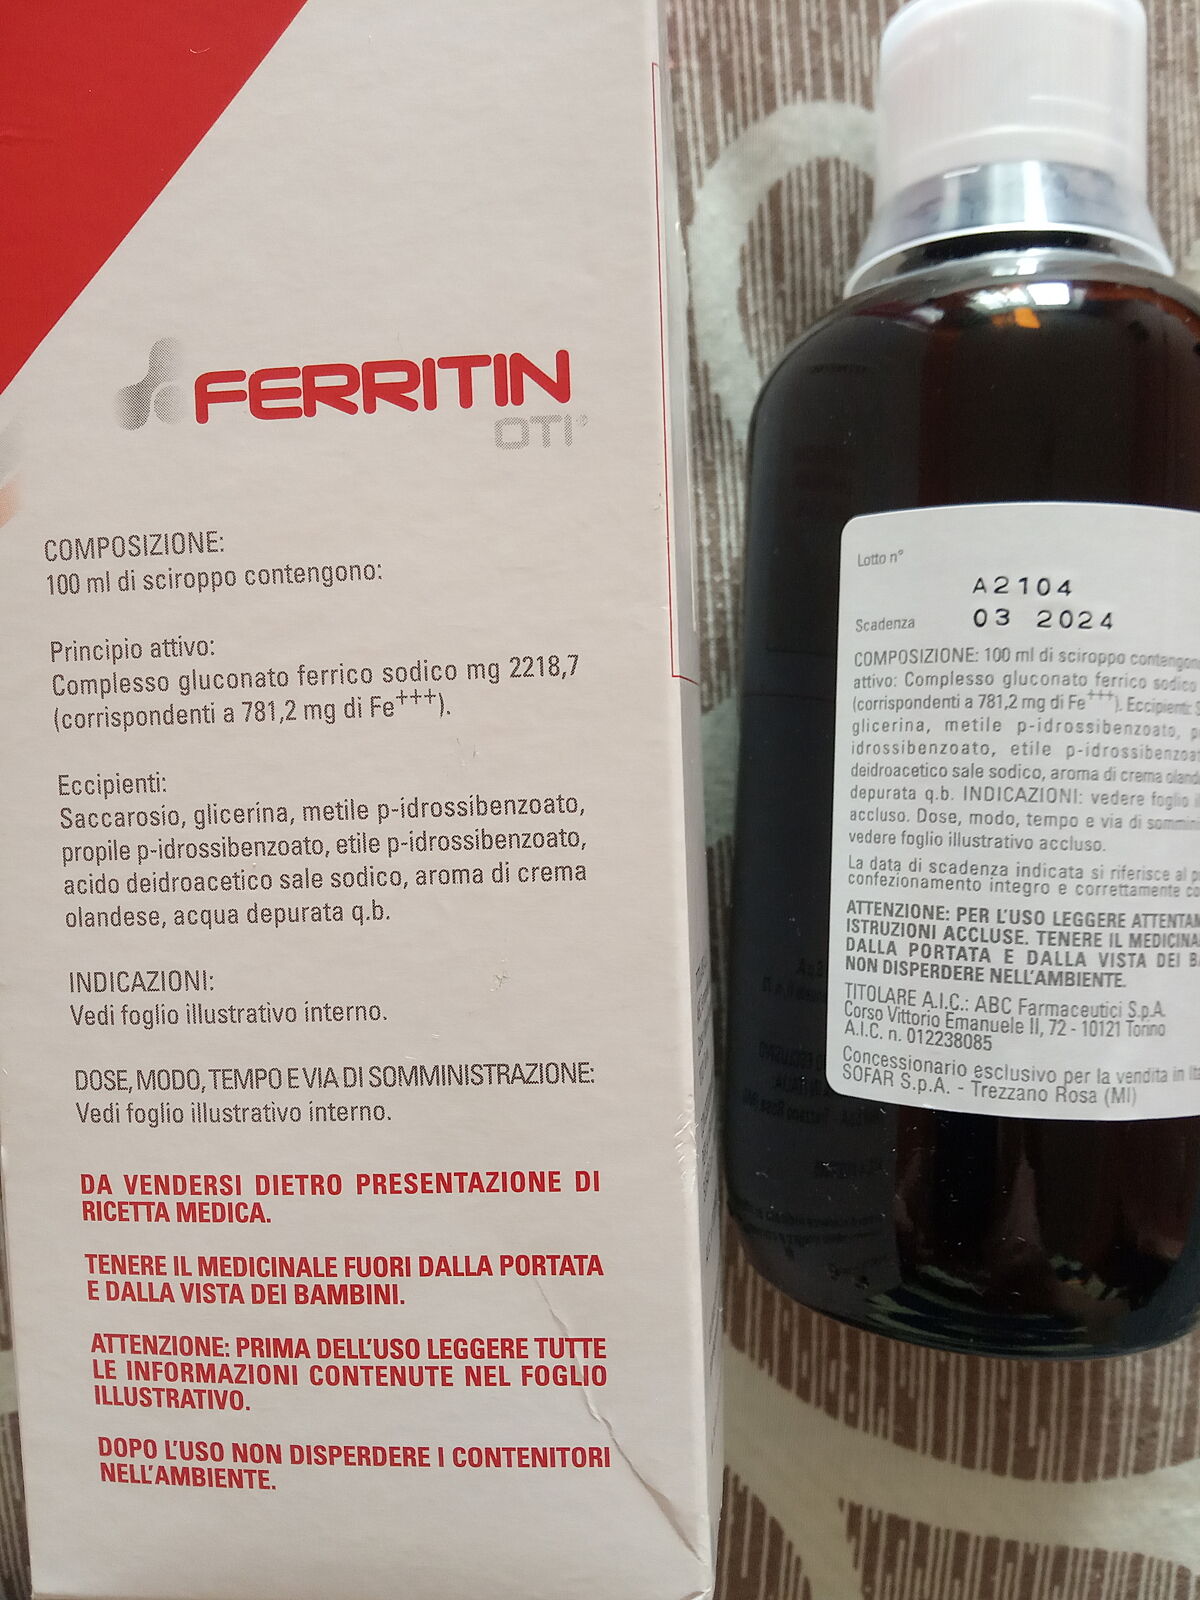 FERRITIN
OTI®
COMPOSIZIONE:
100 ml di sciroppo contengono:
Principio attivo:
Complesso gluconato ferrico sodico mg 2218,7
(corrispondenti a 781,2 mg di Fe+++).
Eccipienti:
Saccarosio, glicerina, metile p-idrossibenzoato,
propile p-idrossibenzoato, etile p-idrossibenzoato,
acido deidroacetico sale sodico, aroma di crema
olandese, acqua depurata q.b.
INDICAZIONI:
Vedi foglio illustrativo interno.
DOSE, MODO, TEMPO E VIA DI SOMMINISTRAZIONE:
Vedi foglio illustrativo interno.
DA VENDERSI DIETRO PRESENTAZIONE DI
RICETTA MEDICA.
TENERE IL MEDICINALE FUORI DALLA PORTATA
E DALLA VISTA DEI BAMBINI.
ATTENZIONE: PRIMA DELL'USO LEGGERE TUTTE
LE INFORMAZIONI CONTENUTE NEL FOGLIO
ILLUSTRATIVO.
DOPO L'USO NON DISPERDERE I CONTENITORI
NELL'AMBIENTE.
Lotto n°
A2104
Scadenza 03 2024
COMPOSIZIONE: 100 ml di sciroppo contengono
attivo: Complesso gluconato ferrico sodico
(corrispondenti a 781,2 mg di Fe+++). Eccipienti:
glicerina, metile p-idrossibenzoato,
idrossibenzoato, etile p-idrossibenzoat
deidroacetico sale sodico, aroma di crema
depurata q.b. INDICAZIONI: vedere foglio
accluso. Dose, modo, tempo e via di sommini
vedere foglio illustrativo accluso.
La data di scadenza indicata si riferisce al
confezionamento integro e correttamente
ATTENZIONE: PER L'USO LEGGERE ATTENTAM
ISTRUZIONI ACCLUSE. TENERE IL MEDICINA
DALLA PORTATA E DALLA VISTA DEI
NON DISPERDERE NELL'AMBIENTE.
TITOLARE A.I.C.: ABC Farmaceutici S.p.A.
Corso Vittorio Emanuele II, 72 - 10121 Torino
A.I.C. n. 012238085
Concessionario esclusivo per la vendita in
SOFAR S.p.A. - Trezzano Rosa (MI)